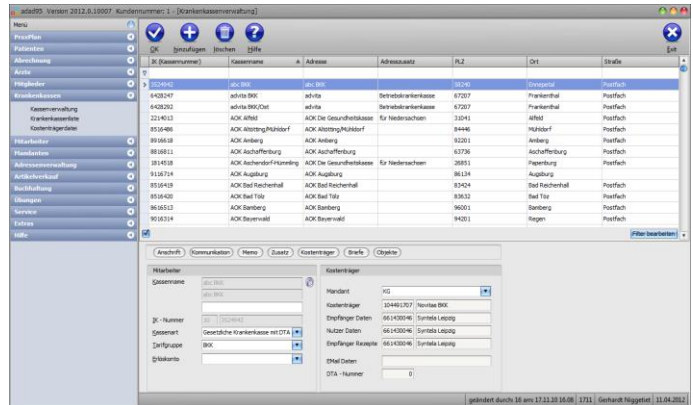 adad95 Version 2012.0.10007 Kundennummer: 1 - [Krankenkassenverwaltung]
Menü
PraxPlan
Patienten
Abrechnung
Ärzte
Mitglieder
Krankenkassen
Kassenverwaltung
Krankenkassenliste
Kostenträgerdatei
Mitarbeiter
Mandanten
Adressenverwaltung
Artikelverkauf
Buchhaltung
Übungen
Service
Extras
Hilfe
OK hinzufügen löschen Hilfe Exit
IK (Kassennummer) Kassenname Adresse Adresszusatz PLZ Ort Straße
3524942 abc BKK abc BKK 58240 Ennepetal Postfach
6428247 advita BKK advita Betriebskrankenkasse 67207 Frankenthal Postfach
6428292 advita BKK/Ost advita Betriebskrankenkasse 67207 Frankenthal Postfach
2214013 AOK Alfeld AOK Die Gesundheitskasse für Niedersachsen 31041 Alfeld Postfach
8516486 AOK Altötting/Mühldorf AOK Altötting/Mühldorf 84446 Mühldorf Postfach
8916618 AOK Amberg AOK Amberg 92201 Amberg Postfach
8816811 AOK Aschaffenburg AOK Aschaffenburg 63736 Aschaffenburg Postfach
1814518 AOK Aschendorf-Hümmling AOK Die Gesundheitskasse für Niedersachsen 26851 Papenburg Postfach
9116714 AOK Augsburg AOK Augsburg 86134 Augsburg
8516419 AOK Bad Reichenhall AOK Bad Reichenhall 83424 Bad Reichenhall Postfach
8516420 AOK Bad Tölz AOK Bad Tölz 83632 Bad Töz Postfach
8616513 AOK Bamberg AOK Bamberg 96001 Bamberg Postfach
9016314 AOK Bayerwald AOK Bayerwald 94201 Regen Postfach
Filter bearbeiten
Anschrift Kommunikation Memo Zusatz Kostenträger Briefe Objekte
Mitarbeiter
Kassenname abc BKK
abc BKK
IK - Nummer 10 3524942
Kassenart Gesetzliche Krankenkasse mit DTA
Tarifgruppe BKK
Erlöskonto
Kostenträger
Mandant KG
Kostenträger 104491707 Novitas BKK
Empfänger Daten 661430046 Syntela Leipzig
Nutzer Daten 661430046 Syntela Leipzig
Empfänger Rezepte 661430046 Syntela Leipzig
EMail Daten
DTA - Nummer 0
geändert durch: 16 am: 17.11.10 16:08 1711 Gerhardt Niggetiet 11.04.2012